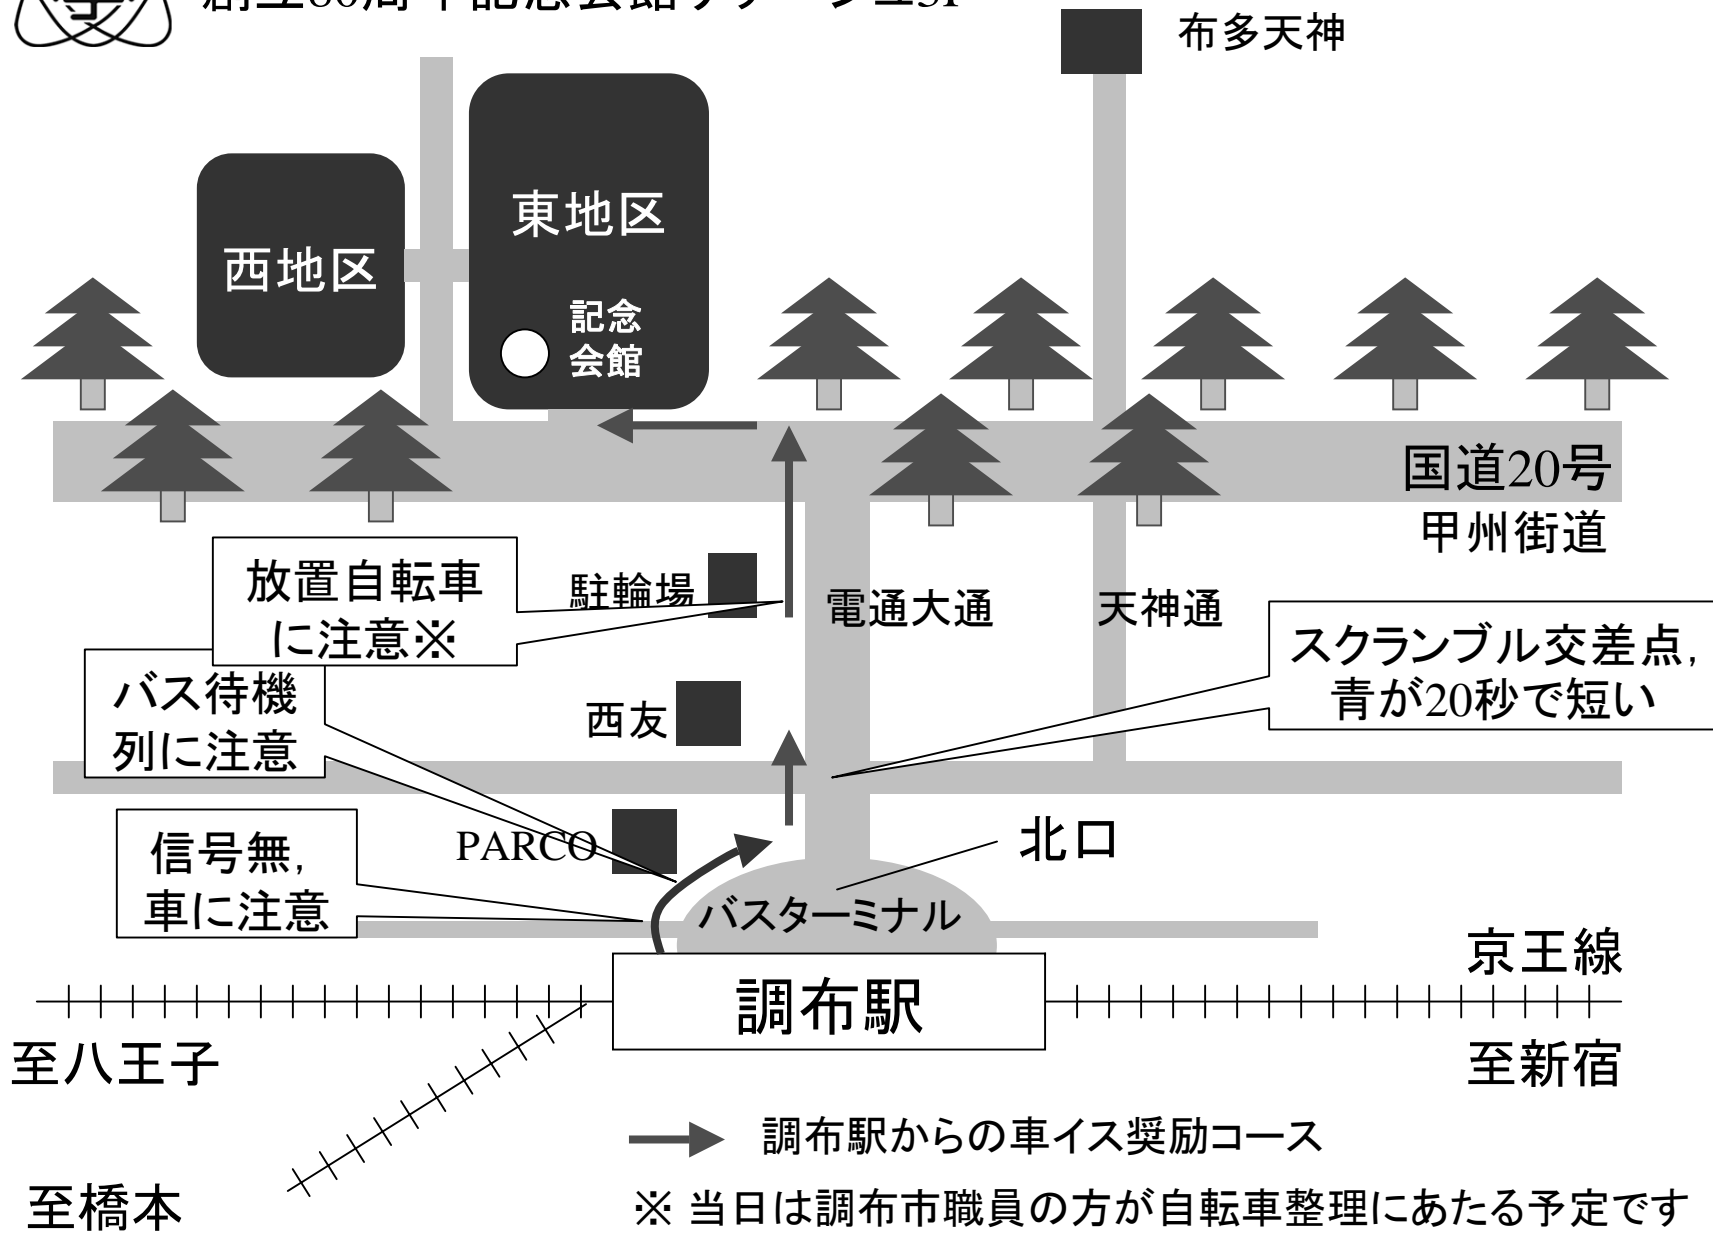 布多天神
東地区
西地区
記念
会館
国道20号
甲州街道
放置自転車
に注意※
駐輪場
電通大通
天神通
スクランブル交差点,
青が20秒で短い
バス待機
列に注意
西友
信号無,
車に注意
PARCO
北口
バスターミナル
京王線
調布駅
至八王子
至新宿
調布駅からの車イス奨励コース
至橋本
※ 当日は調布市職員の方が自転車整理にあたる予定です